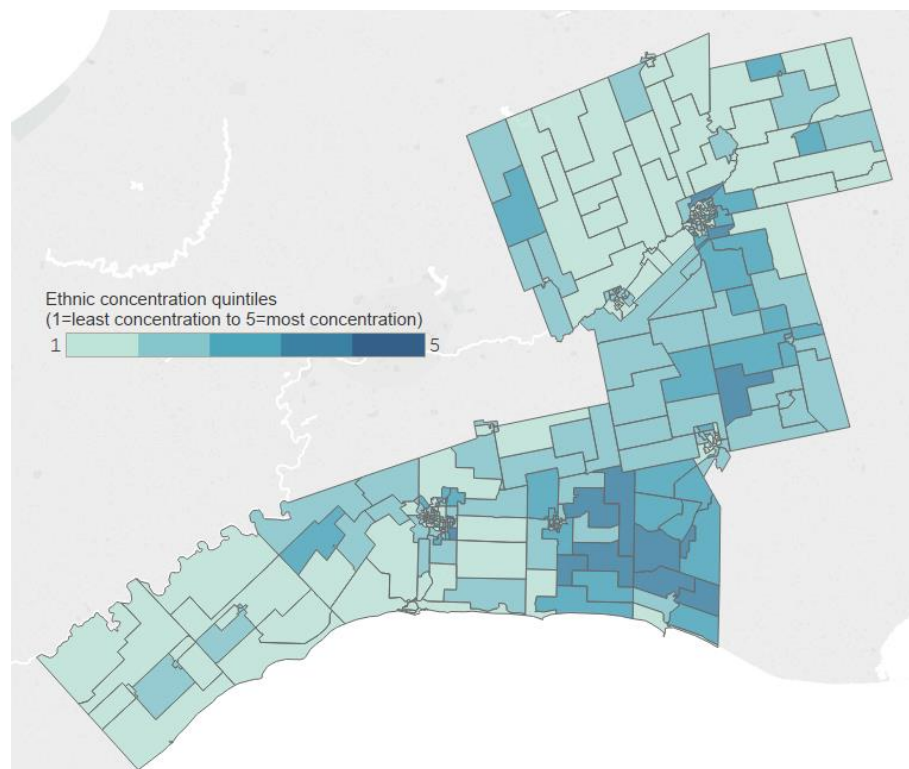 Ethnic concentration quintiles
(1=least concentration to 5=most concentration)
1 5